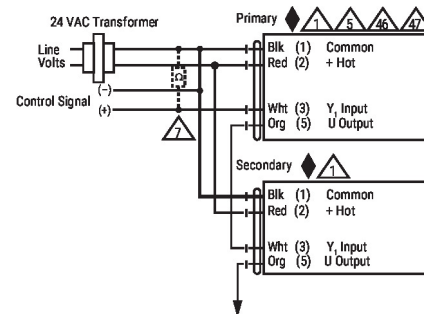 24 VAC Transformer
Primary 1 5 46 47
Line
Volts
Blk (1) Common
Red (2) + Hot
Ω
(–)
Control Signal
(+)
Wht (3) Y₁ Input
Org (5) U Output
7
Secondary 1
Blk (1) Common
Red (2) + Hot
Wht (3) Y₁ Input
Org (5) U Output